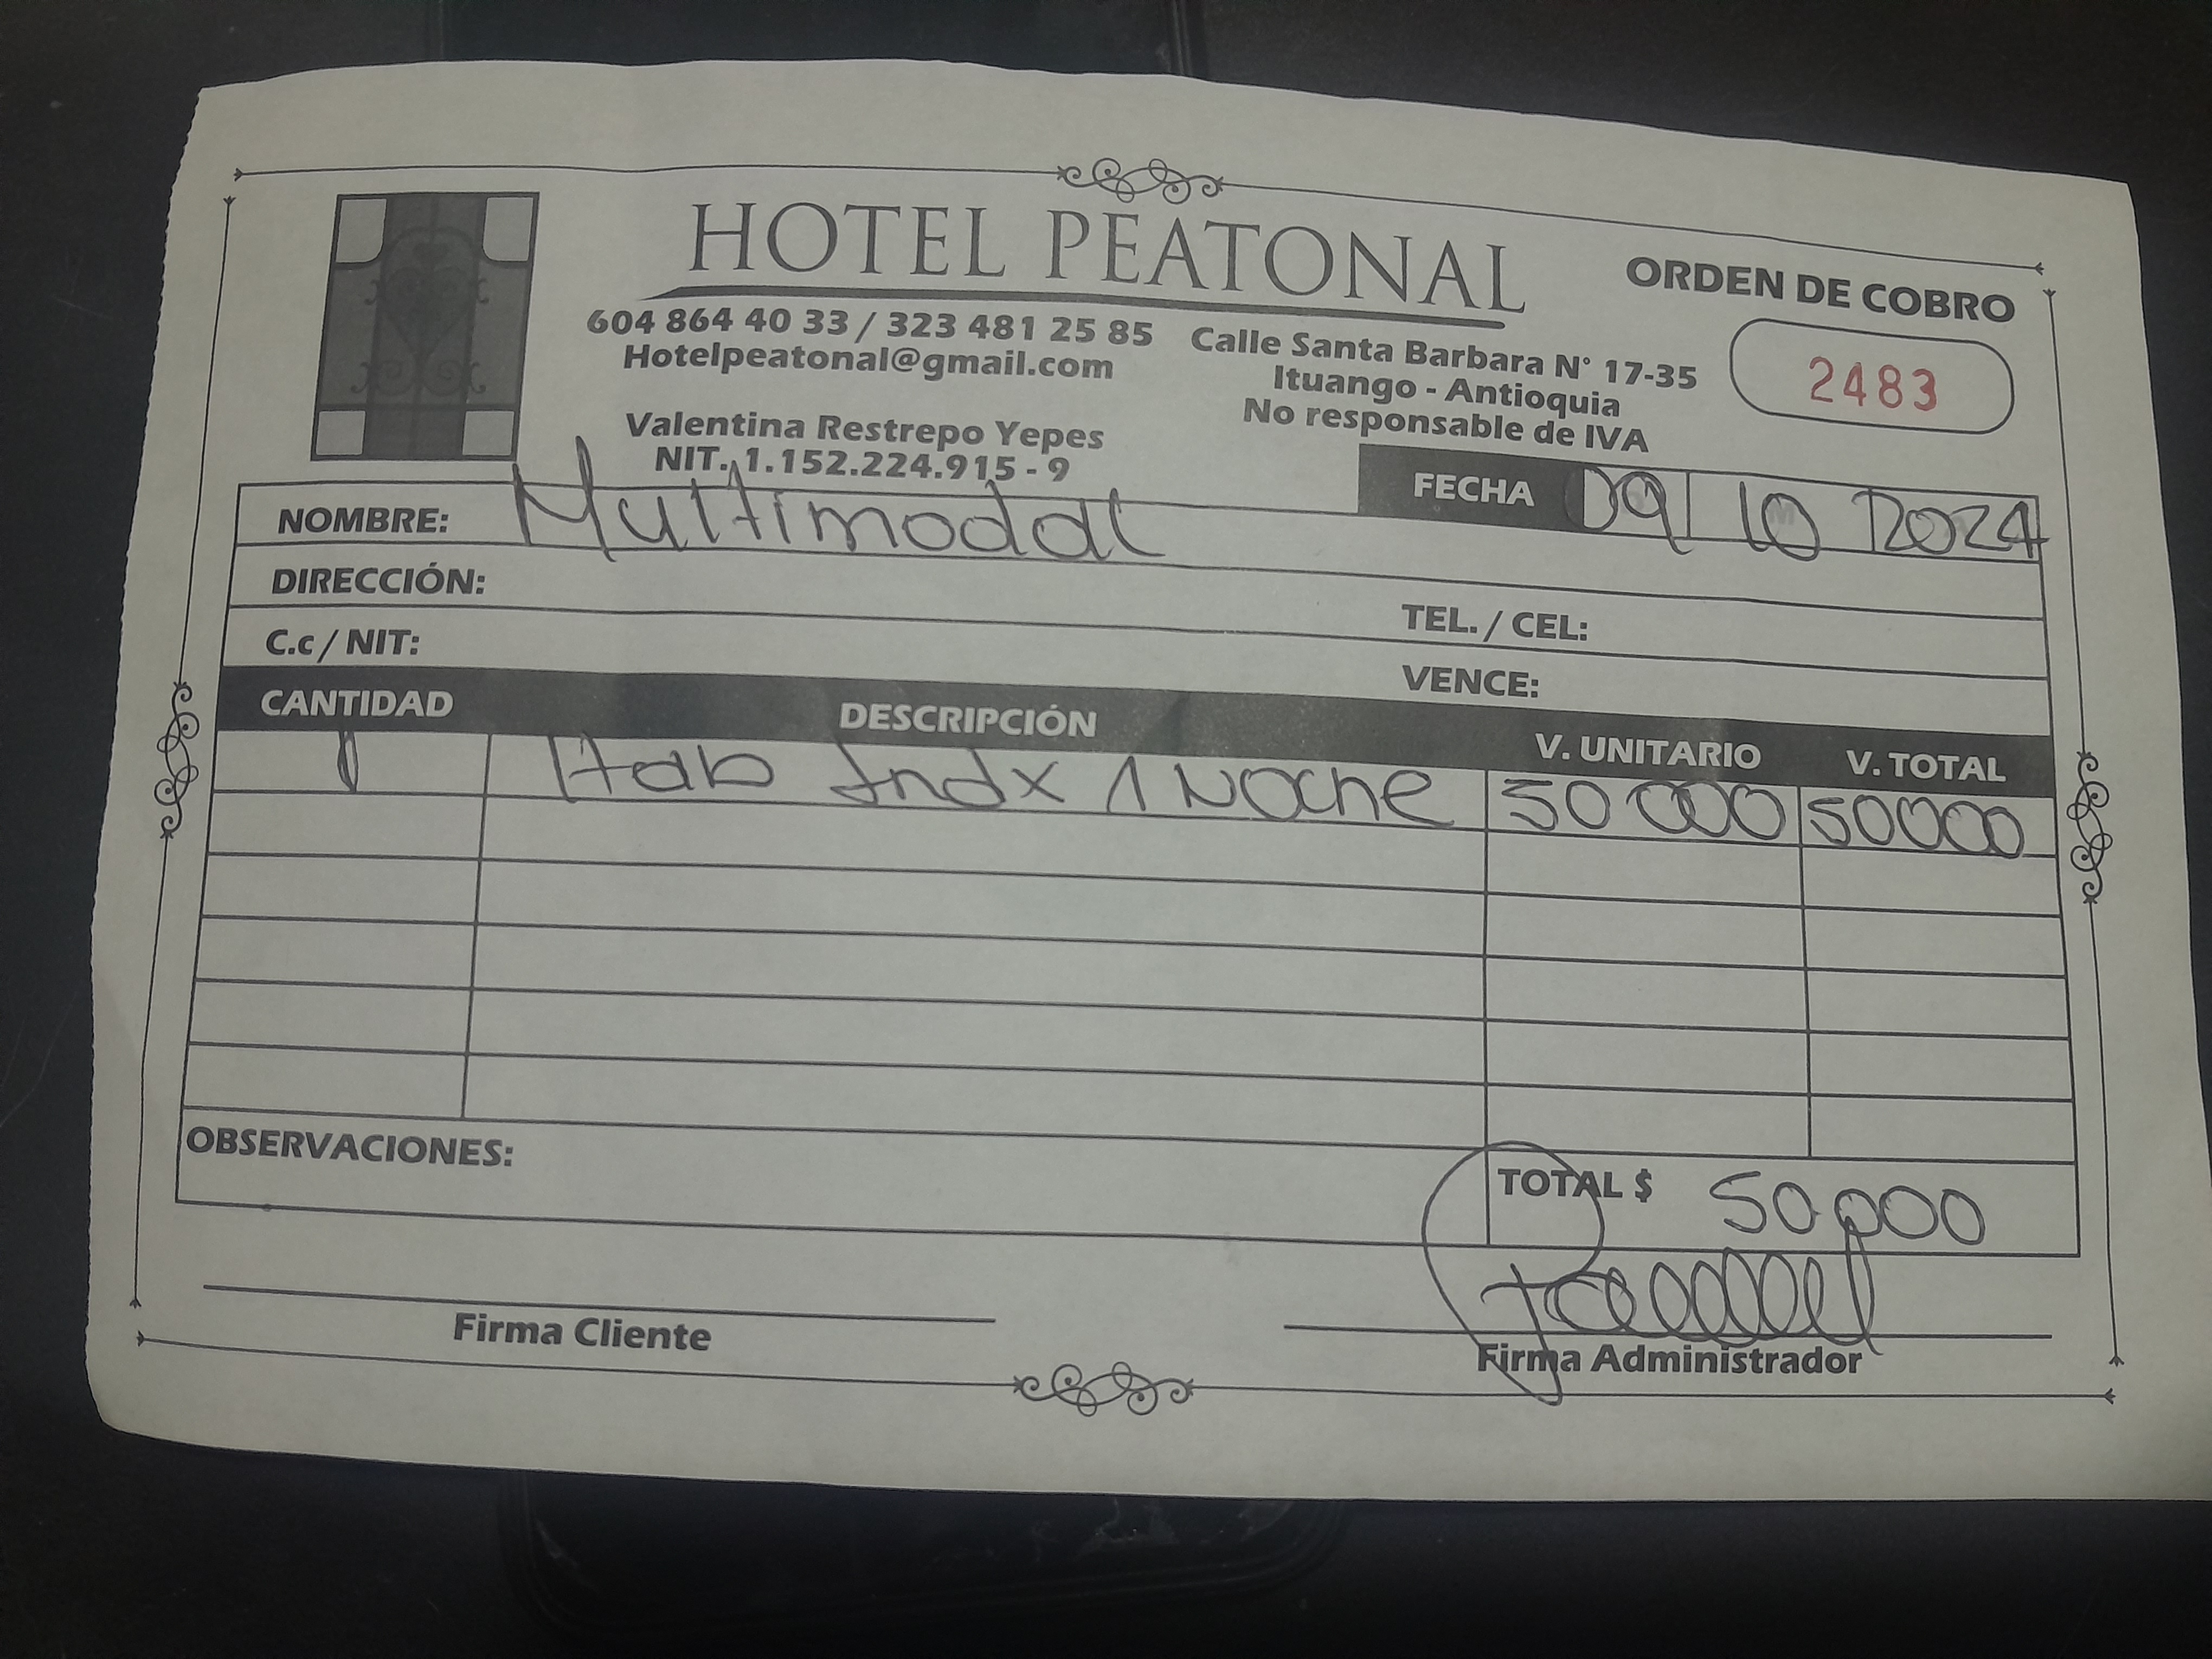 HOTEL PEATONAL
604 864 40 33 / 323 481 25 85
Hotelpeatonal@gmail.com
Valentina Restrepo Yepes
NIT. 1.152.224.915 - 9
Calle Santa Barbara N° 17-35
Ituango - Antioquia
No responsable de IVA
ORDEN DE COBRO
2483
FECHA 09 10 2024
NOMBRE: Multimodal
DIRECCIÓN:
TEL. / CEL:
C.c / NIT:
VENCE:
CANTIDAD DESCRIPCIÓN V. UNITARIO V. TOTAL
1 Hab Indx 1 Noche 50000 50000
OBSERVACIONES:
TOTAL $ 50000
Firma Cliente
Firma Administrador